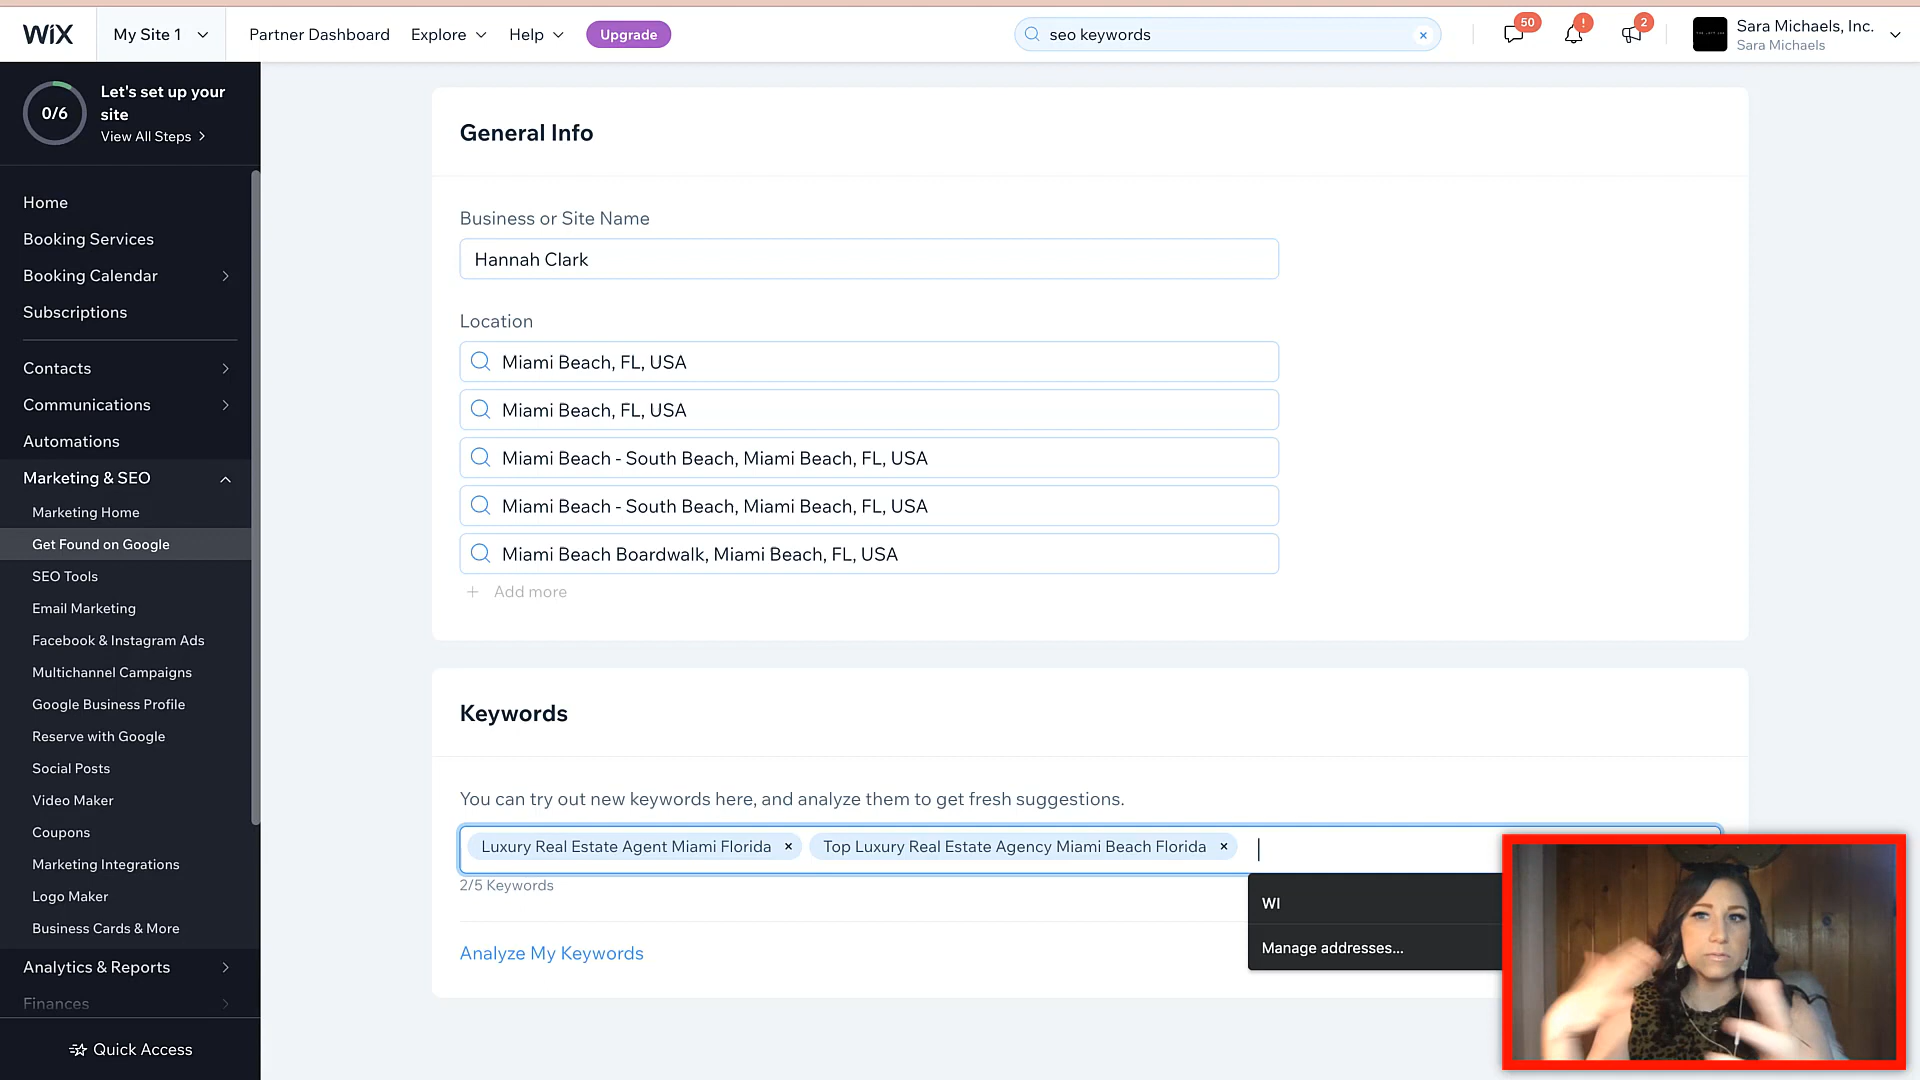 WiX
My Site 1
Partner Dashboard
Explore
Help
Upgrade
seo keywords
×
50
!
2
Sara Michaels, Inc.
Sara Michaels
0/6
Let's set up your
site
View All Steps
Home
Booking Services
Booking Calendar
Subscriptions
Contacts
Communications
Automations
Marketing & SEO
Marketing Home
Get Found on Google
SEO Tools
Email Marketing
Facebook & Instagram Ads
Multichannel Campaigns
Google Business Profile
Reserve with Google
Social Posts
Video Maker
Coupons
Marketing Integrations
Logo Maker
Business Cards & More
Analytics & Reports
Finances
Quick Access
General Info
Business or Site Name
Hannah Clark
Location
Miami Beach, FL, USA
Miami Beach, FL, USA
Miami Beach - South Beach, Miami Beach, FL, USA
Miami Beach - South Beach, Miami Beach, FL, USA
Miami Beach Boardwalk, Miami Beach, FL, USA
+ Add more
Keywords
You can try out new keywords here, and analyze them to get fresh suggestions.
Luxury Real Estate Agent Miami Florida × Top Luxury Real Estate Agency Miami Beach Florida ×
2/5 Keywords
WI
Manage addresses...
Analyze My Keywords